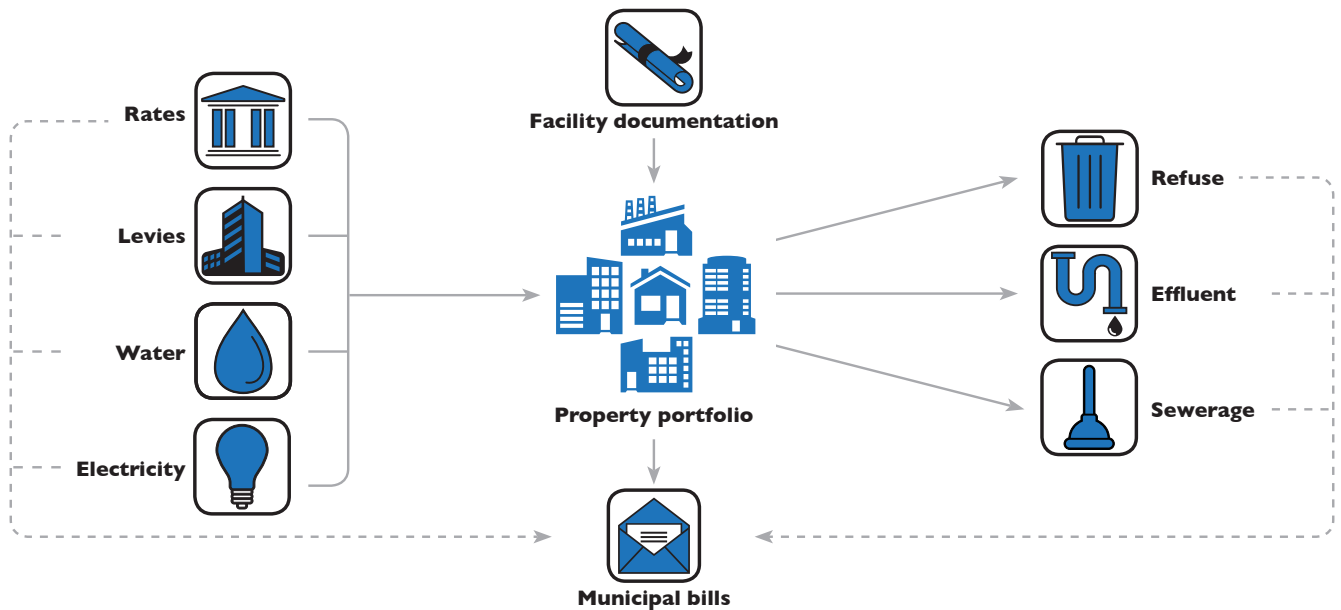 Facility documentation
Rates
Levies
Water
Electricity
Property portfolio
Refuse
Effluent
Sewerage
Municipal bills